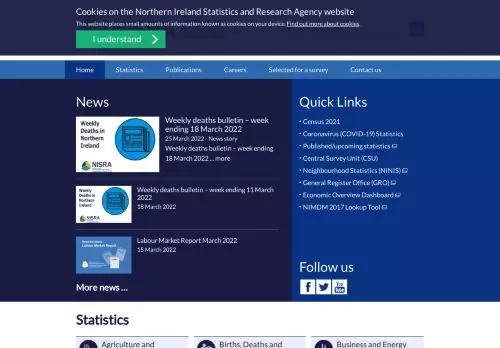 Cookies on the Northern Ireland Statistics and Research Agency website
This website places small amounts of information known as cookies on your device. Find out more about cookies.
I understand
Home Statistics Publications Careers Selected for a survey Contact us
News
Weekly Deaths in Northern Ireland
NISRA
Weekly deaths bulletin – week ending 18 March 2022
25 March 2022 - News story
Weekly deaths bulletin – week ending
18 March 2022 ... more
Weekly Deaths in Northern Ireland
NISRA
Weekly deaths bulletin – week ending 11 March 2022
18 March 2022
Labour Market Report
Labour Market Report March 2022
15 March 2022
More news ...
Quick Links
Census 2021
Coronavirus (COVID-19) Statistics
Published/upcoming statistics
Central Survey Unit (CSU)
Neighbourhood Statistics (NINIS)
General Register Office (GRO)
Economic Overview Dashboard
NIMDM 2017 Lookup Tool
Follow us
You Tube
Statistics
Agriculture and
Births, Deaths and
Business and Energy